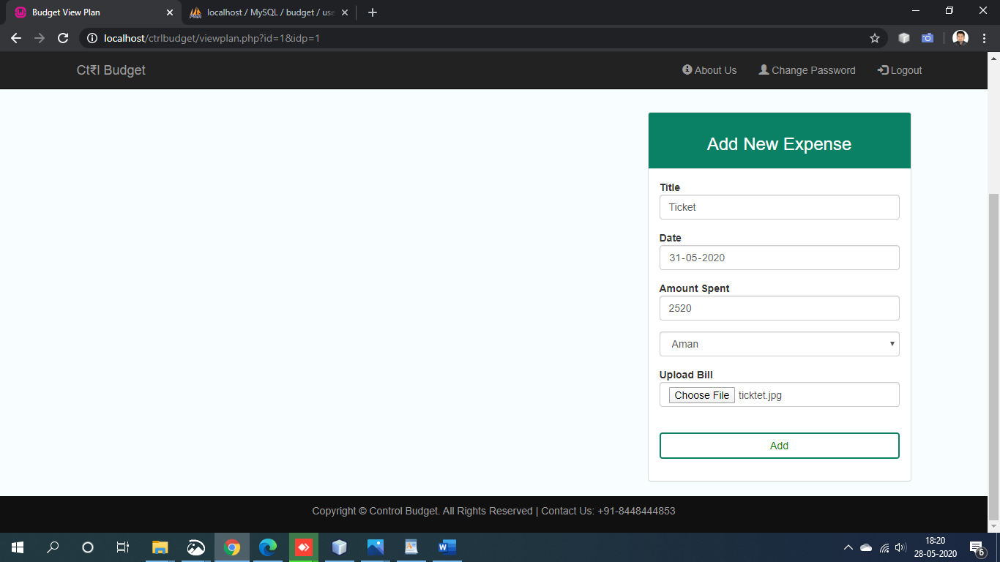 Budget View Plan
localhost / MySQL / budget / use
localhost/ctrlbudget/viewplan.php?id=1&idp=1
Ct₹l Budget
About Us
Change Password
Logout
Add New Expense
Title
Ticket
Date
31-05-2020
Amount Spent
2520
Aman
Upload Bill
Choose File ticktet.jpg
Add
Copyright © Control Budget. All Rights Reserved | Contact Us: +91-8448444853
18:20
28-05-2020
6